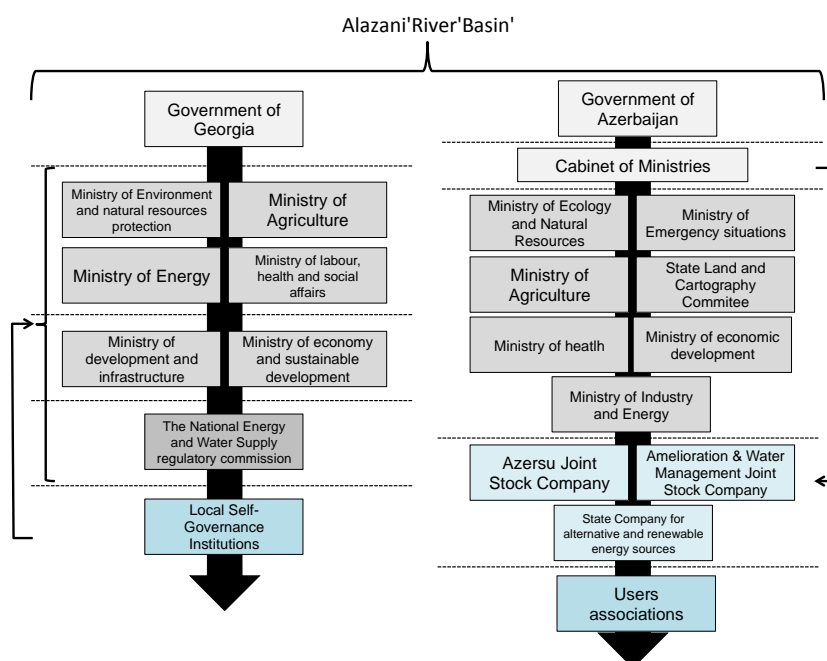 Alazani'River'Basin'
Government of
Georgia
Ministry of Environment
and natural resources
protection
Ministry of
Agriculture
Ministry of Energy
Ministry of labour,
health and social
affairs
Ministry of
development and
infrastructure
Ministry of economy
and sustainable
development
The National Energy
and Water Supply
regulatory commission
Local Self-
Governance
Institutions
Government of
Azerbaijan
Cabinet of Ministries
Ministry of Ecology
and Natural
Resources
Ministry of
Emergency situations
Ministry of
Agriculture
State Land and
Cartography
Commitee
Ministry of heatlh
Ministry of economic
development
Ministry of Industry
and Energy
Azersu Joint
Stock Company
Amelioration & Water
Management Joint
Stock Company
State Company for
alternative and renewable
energy sources
Users
associations